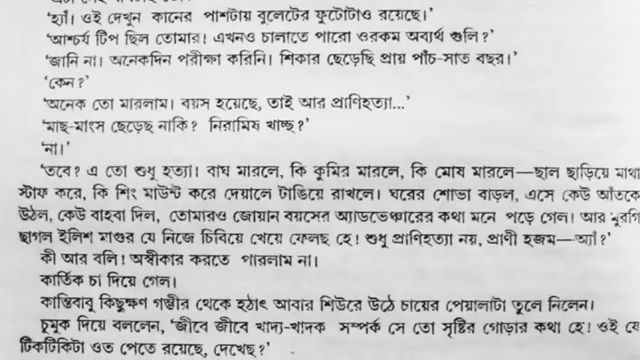 'হ্যাঁ। ওই দেখুন কানের পাশটায় বুলেটের ফুটোটাও রয়েছে।'
'আশ্চর্য টিপ ছিল তোমার! এখনও চালাতে পারো ওরকম অব্যর্থ গুলি?'
'জানি না। অনেকদিন পরীক্ষা করিনি। শিকার ছেড়েছি প্রায় পাঁচ-সাত বছর।'
'কেন?'
'অনেক তো মারলাম। বয়স হয়েছে, তাই আর প্রাণিহত্যা...'
'মাছ-মাংস ছেড়েছ নাকি? নিরামিষ খাচ্ছ?'
'না।'
'তবে? এ তো শুধু হত্যা। বাঘ মারলে, কি কুমির মারলে, কি মোষ মারলে—ছাল ছাড়িয়ে মাথা
স্টাফ করে, কি শিং মাউন্ট করে দেয়ালে টাঙিয়ে রাখলে। ঘরের শোভা বাড়ল, এসে কেউ আঁতকে
উঠল, কেউ বাহবা দিল, তোমারও জোয়ান বয়সের অ্যাডভেঞ্চারের কথা মনে পড়ে গেল। আর মুরগি
ছাগল ইলিশ মাগুর যে নিজে চিবিয়ে খেয়ে ফেলছ হে! শুধু প্রাণিহত্যা নয়, প্রাণী হজম—অ্যাঁ?'
কী আর বলি! অস্বীকার করতে পারলাম না।
কার্তিক চা দিয়ে গেল।
কান্তিবাবু কিছুক্ষণ গম্ভীর থেকে হঠাৎ আবার শিউরে উঠে চায়ের পেয়ালাটা তুলে নিলেন।
চুমুক দিয়ে বললেন, 'জীবে জীবে খাদ্য-খাদক সম্পর্ক সে তো সৃষ্টির গোড়ার কথা হে! ওই যে
টিকটিকিটা ওত পেতে রয়েছে, দেখেছ?'